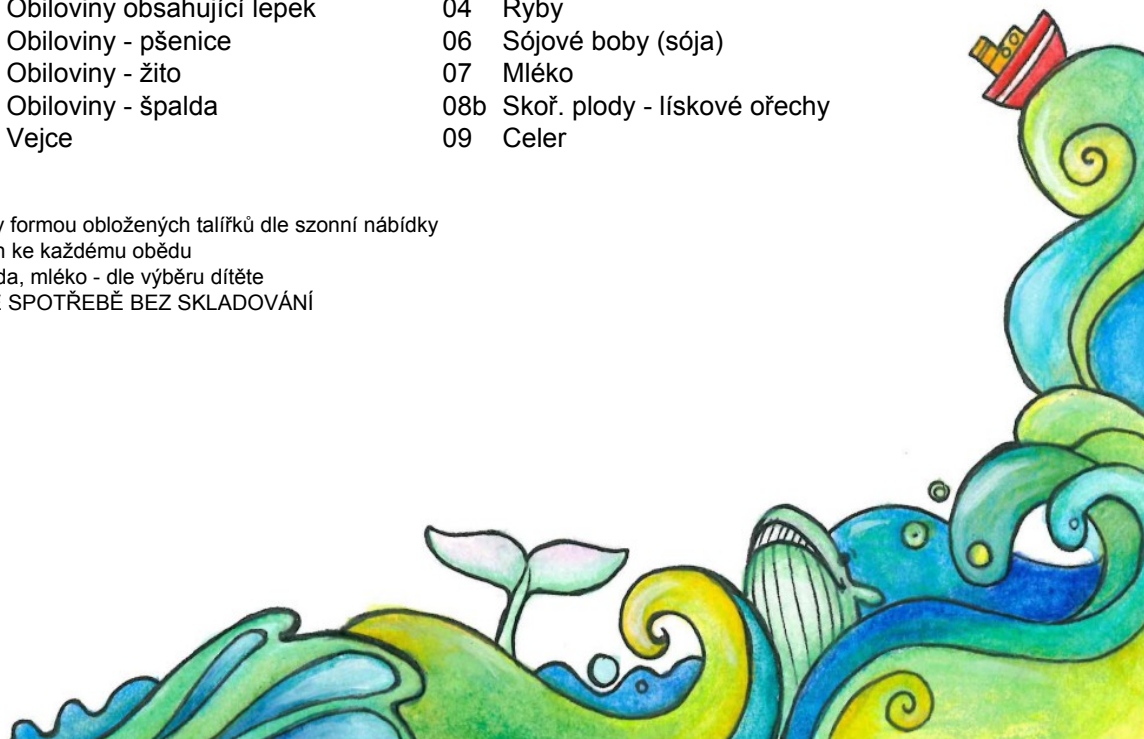 Obiloviny obsahující lepek 04 Ryby
Obiloviny - pšenice 06 Sójové boby (sója)
Obiloviny - žito 07 Mléko
Obiloviny - špalda 08b Skoř. plody - lískové ořechy
Vejce 09 Celer
formou obložených talířků dle szonní nábídky
ke každému obědu
mléko - dle výběru dítěte
SPOTŘEBĚ BEZ SKLADOVÁNÍ